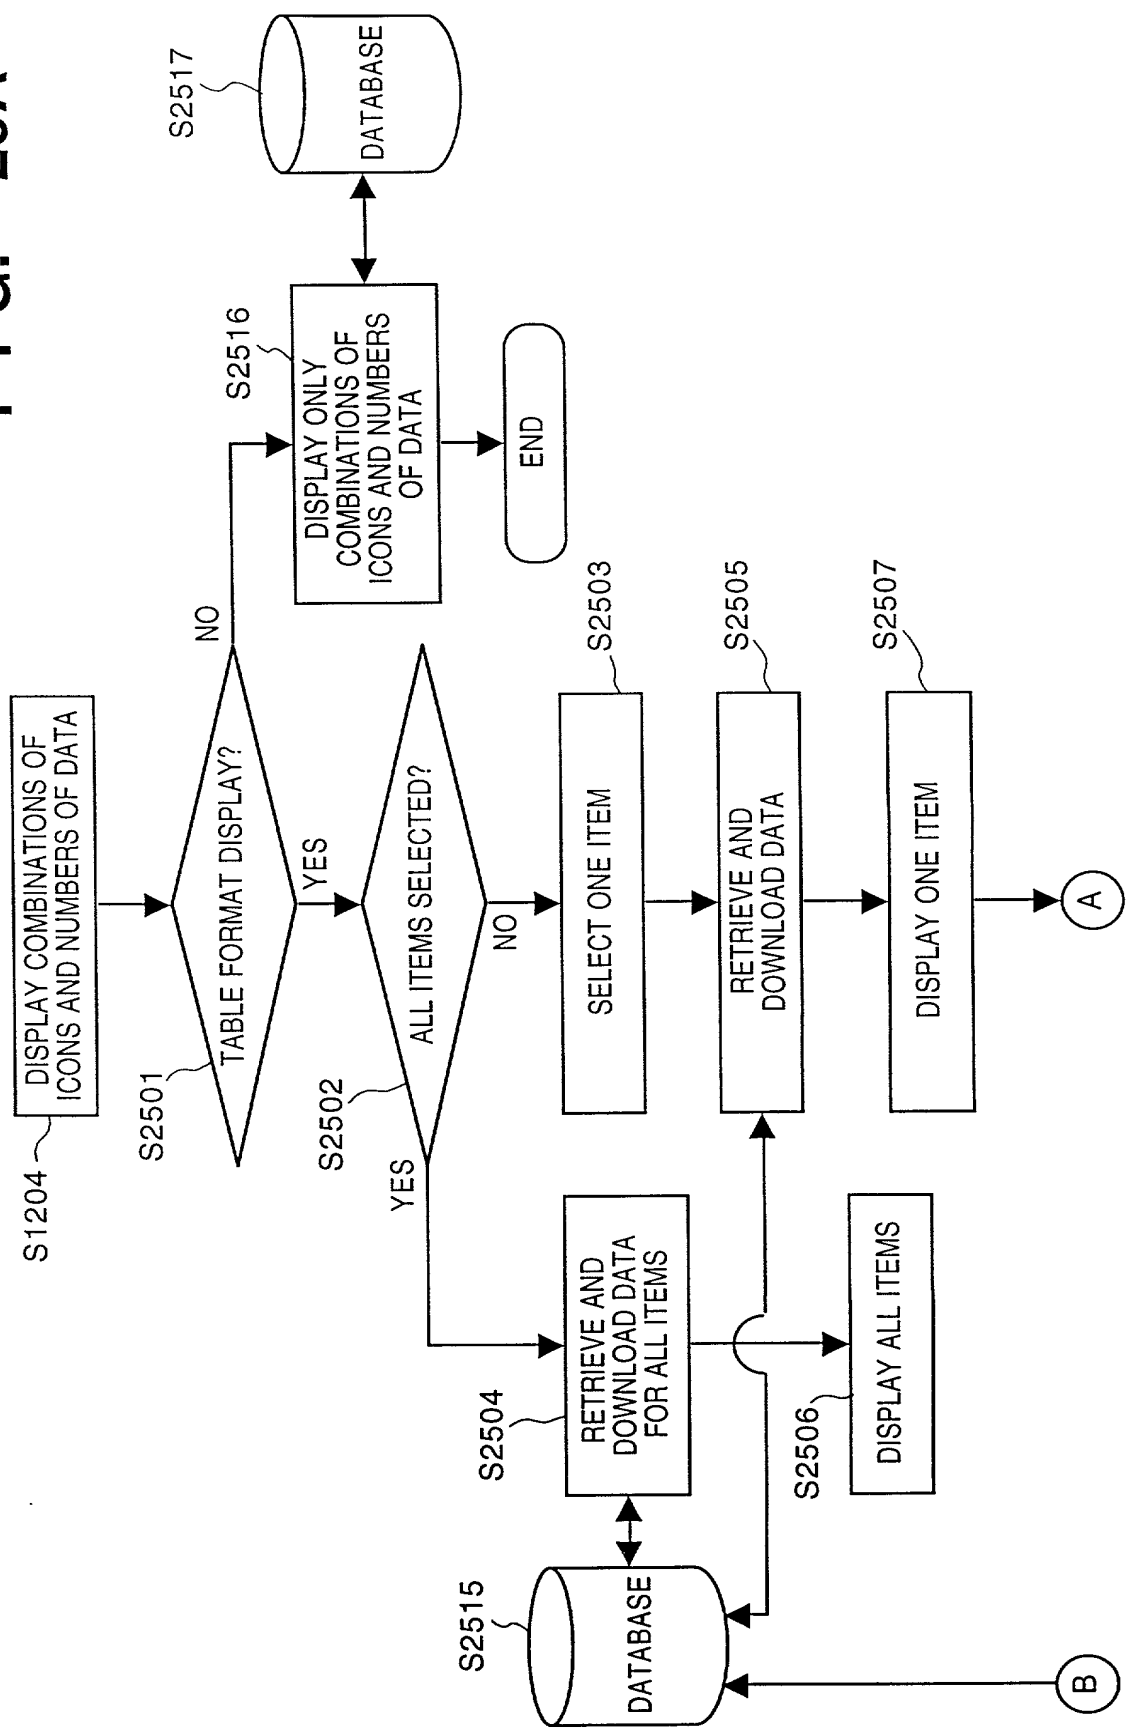 S1204
DISPLAY COMBINATIONS OF
ICONS AND NUMBERS OF DATA
S2501
TABLE FORMAT DISPLAY?
NO
YES
S2516
DISPLAY ONLY
COMBINATIONS OF
ICONS AND NUMBERS
OF DATA
S2517
DATABASE
END
S2502
ALL ITEMS SELECTED?
YES
NO
S2503
SELECT ONE ITEM
S2504
RETRIEVE AND
DOWNLOAD DATA
FOR ALL ITEMS
S2515
DATABASE
S2505
RETRIEVE AND
DOWNLOAD DATA
S2506
DISPLAY ALL ITEMS
S2507
DISPLAY ONE ITEM
B
A